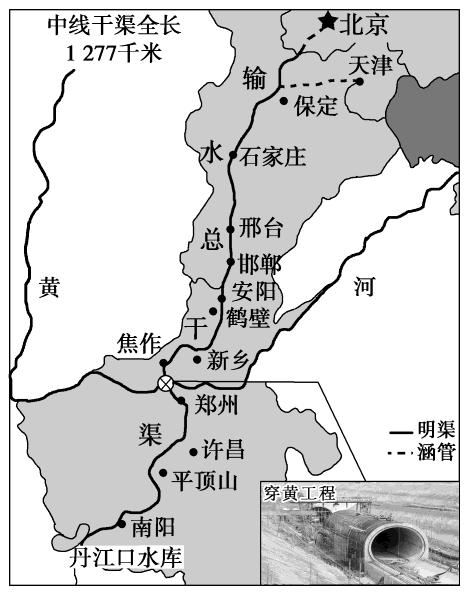 中线干渠全长
1 277千米
北京
天津
输
保定
水
石家庄
邢台
总
邯郸
黄
河
安阳
干
鹤壁
焦作
新乡
郑州
渠
许昌
明渠
涵管
平顶山
穿黄工程
南阳
丹江口水库